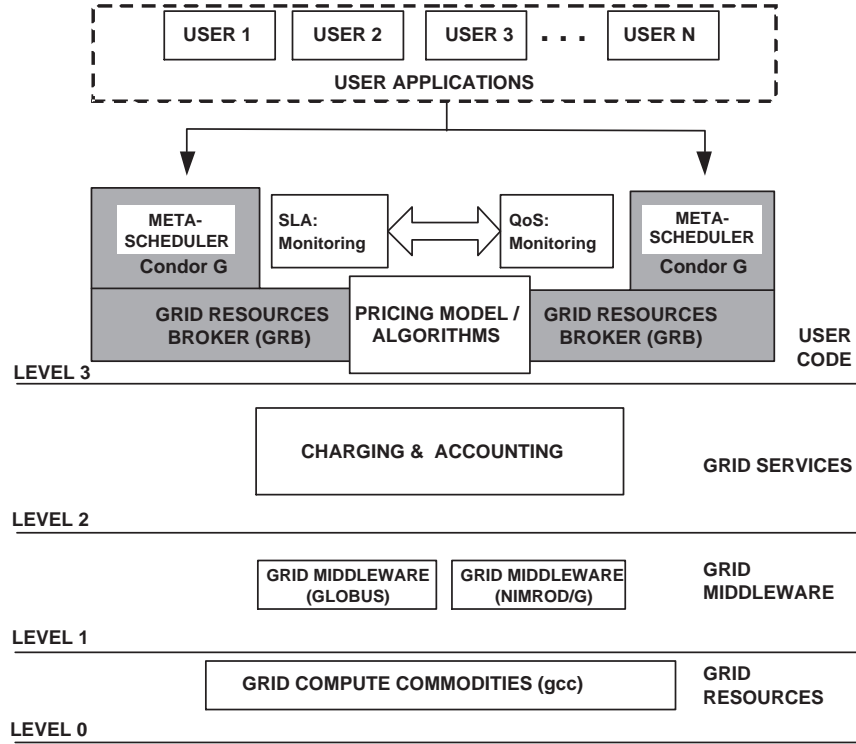 USER 1
USER 2
USER 3
. . .
USER N
USER APPLICATIONS
META-
SCHEDULER
Condor G
SLA:
Monitoring
QoS:
Monitoring
META-
SCHEDULER
Condor G
GRID RESOURCES
BROKER (GRB)
PRICING MODEL /
ALGORITHMS
GRID RESOURCES
BROKER (GRB)
USER
CODE
LEVEL 3
CHARGING & ACCOUNTING
GRID SERVICES
LEVEL 2
GRID MIDDLEWARE
(GLOBUS)
GRID MIDDLEWARE
(NIMROD/G)
GRID
MIDDLEWARE
LEVEL 1
GRID COMPUTE COMMODITIES (gcc)
GRID
RESOURCES
LEVEL 0